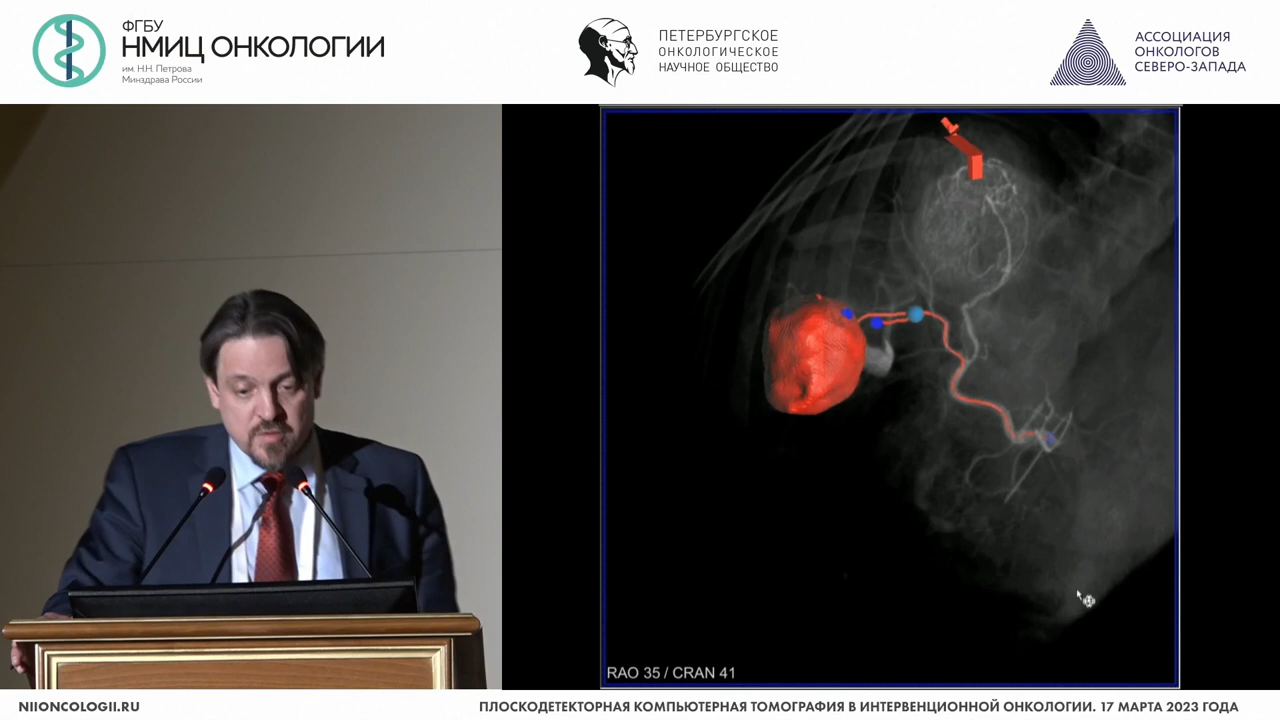 ФГБУ
НМИЦ ОНКОЛОГИИ
им. Н.Н. Петрова
Минздрава России
ПЕТЕРБУРГСКОЕ
ОНКОЛОГИЧЕСКОЕ
НАУЧНОЕ ОБЩЕСТВО
АССОЦИАЦИЯ
ОНКОЛОГОВ
СЕВЕРО-ЗАПАДА
RAO 35 / CRAN 41
NIIONCOLOGII.RU
ПЛОСКОДЕТЕКТОРНАЯ КОМПЬЮТЕРНАЯ ТОМОГРАФИЯ В ИНТЕРВЕНЦИОННОЙ ОНКОЛОГИИ. 17 МАРТА 2023 ГОДА